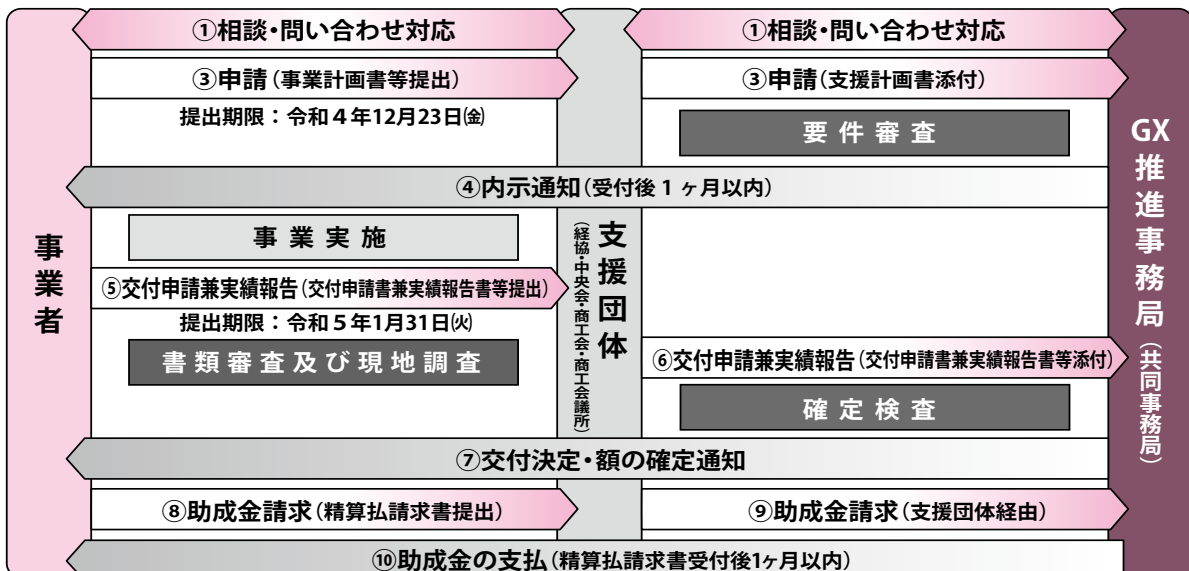 ①相談・問い合わせ対応
①相談・問い合わせ対応
③申請(事業計画書等提出)
③申請(支援計画書添付)
提出期限：令和４年12月23日㈮
要件審査
④内示通知(受付後１ヶ月以内)
事業実施
⑤交付申請兼実績報告(交付申請書兼実績報告書等提出)
提出期限：令和５年1月31日㈫
書類審査及び現地調査
⑥交付申請兼実績報告(交付申請書兼実績報告書等添付)
確定検査
⑦交付決定・額の確定通知
⑧助成金請求(精算払請求書提出)
⑨助成金請求(支援団体経由)
⑩助成金の支払(精算払請求書受付後1ヶ月以内)
事業者
支援団体
(経協・中央会・商工会・商工会議所)
GX推進事務局(共同事務局)